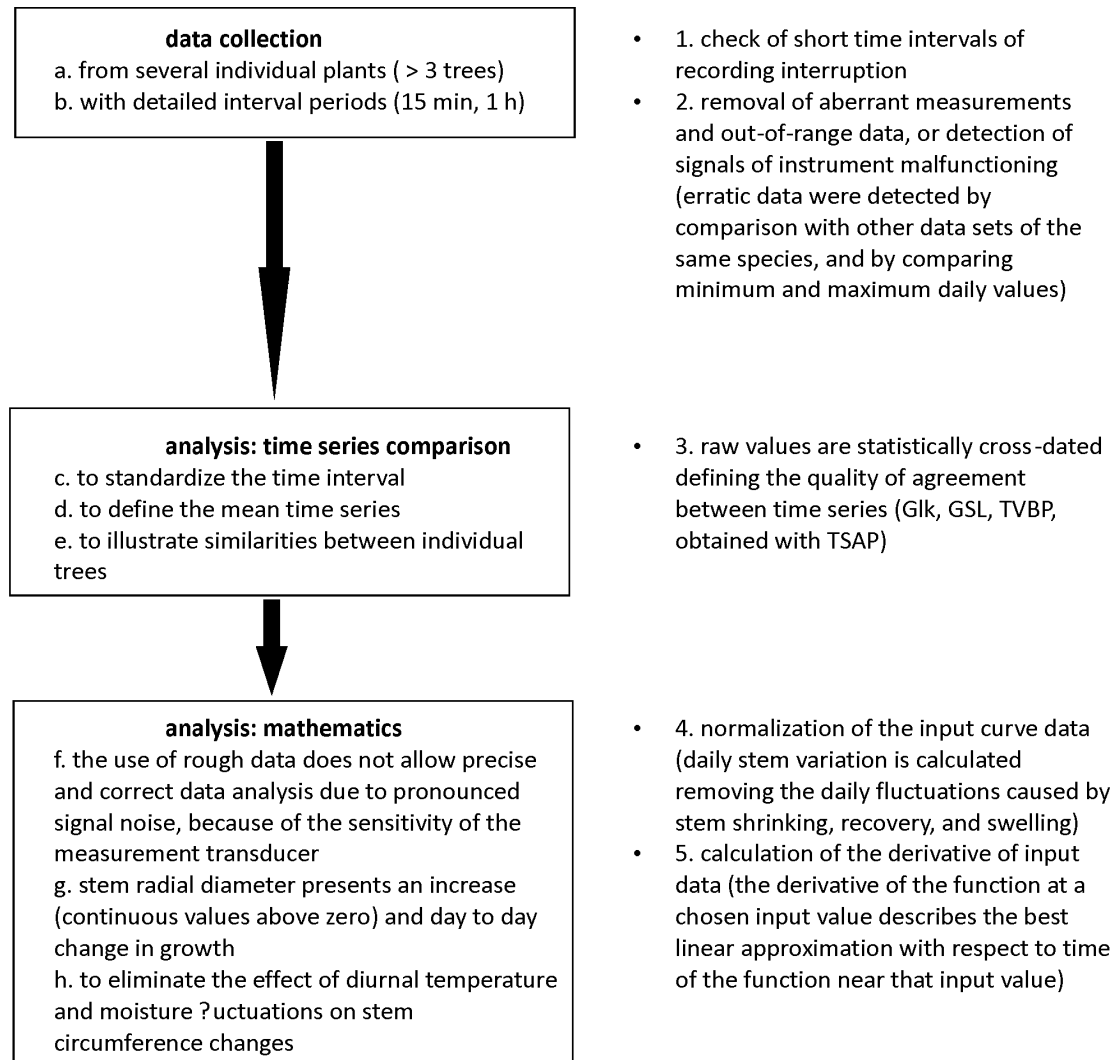 data collection
a. from several individual plants ( > 3 trees)
b. with detailed interval periods (15 min, 1 h)
• 1. check of short time intervals of
recording interruption
• 2. removal of aberrant measurements
and out-of-range data, or detection of
signals of instrument malfunctioning
(erratic data were detected by
comparison with other data sets of the
same species, and by comparing
minimum and maximum daily values)
analysis: time series comparison
c. to standardize the time interval
d. to define the mean time series
e. to illustrate similarities between individual
trees
• 3. raw values are statistically cross-dated
defining the quality of agreement
between time series (Glk, GSL, TVBP,
obtained with TSAP)
analysis: mathematics
f. the use of rough data does not allow precise
and correct data analysis due to pronounced
signal noise, because of the sensitivity of the
measurement transducer
g. stem radial diameter presents an increase
(continuous values above zero) and day to day
change in growth
h. to eliminate the effect of diurnal temperature
and moisture ?uctuations on stem
circumference changes
• 4. normalization of the input curve data
(daily stem variation is calculated
removing the daily fluctuations caused by
stem shrinking, recovery, and swelling)
• 5. calculation of the derivative of input
data (the derivative of the function at a
chosen input value describes the best
linear approximation with respect to time
of the function near that input value)